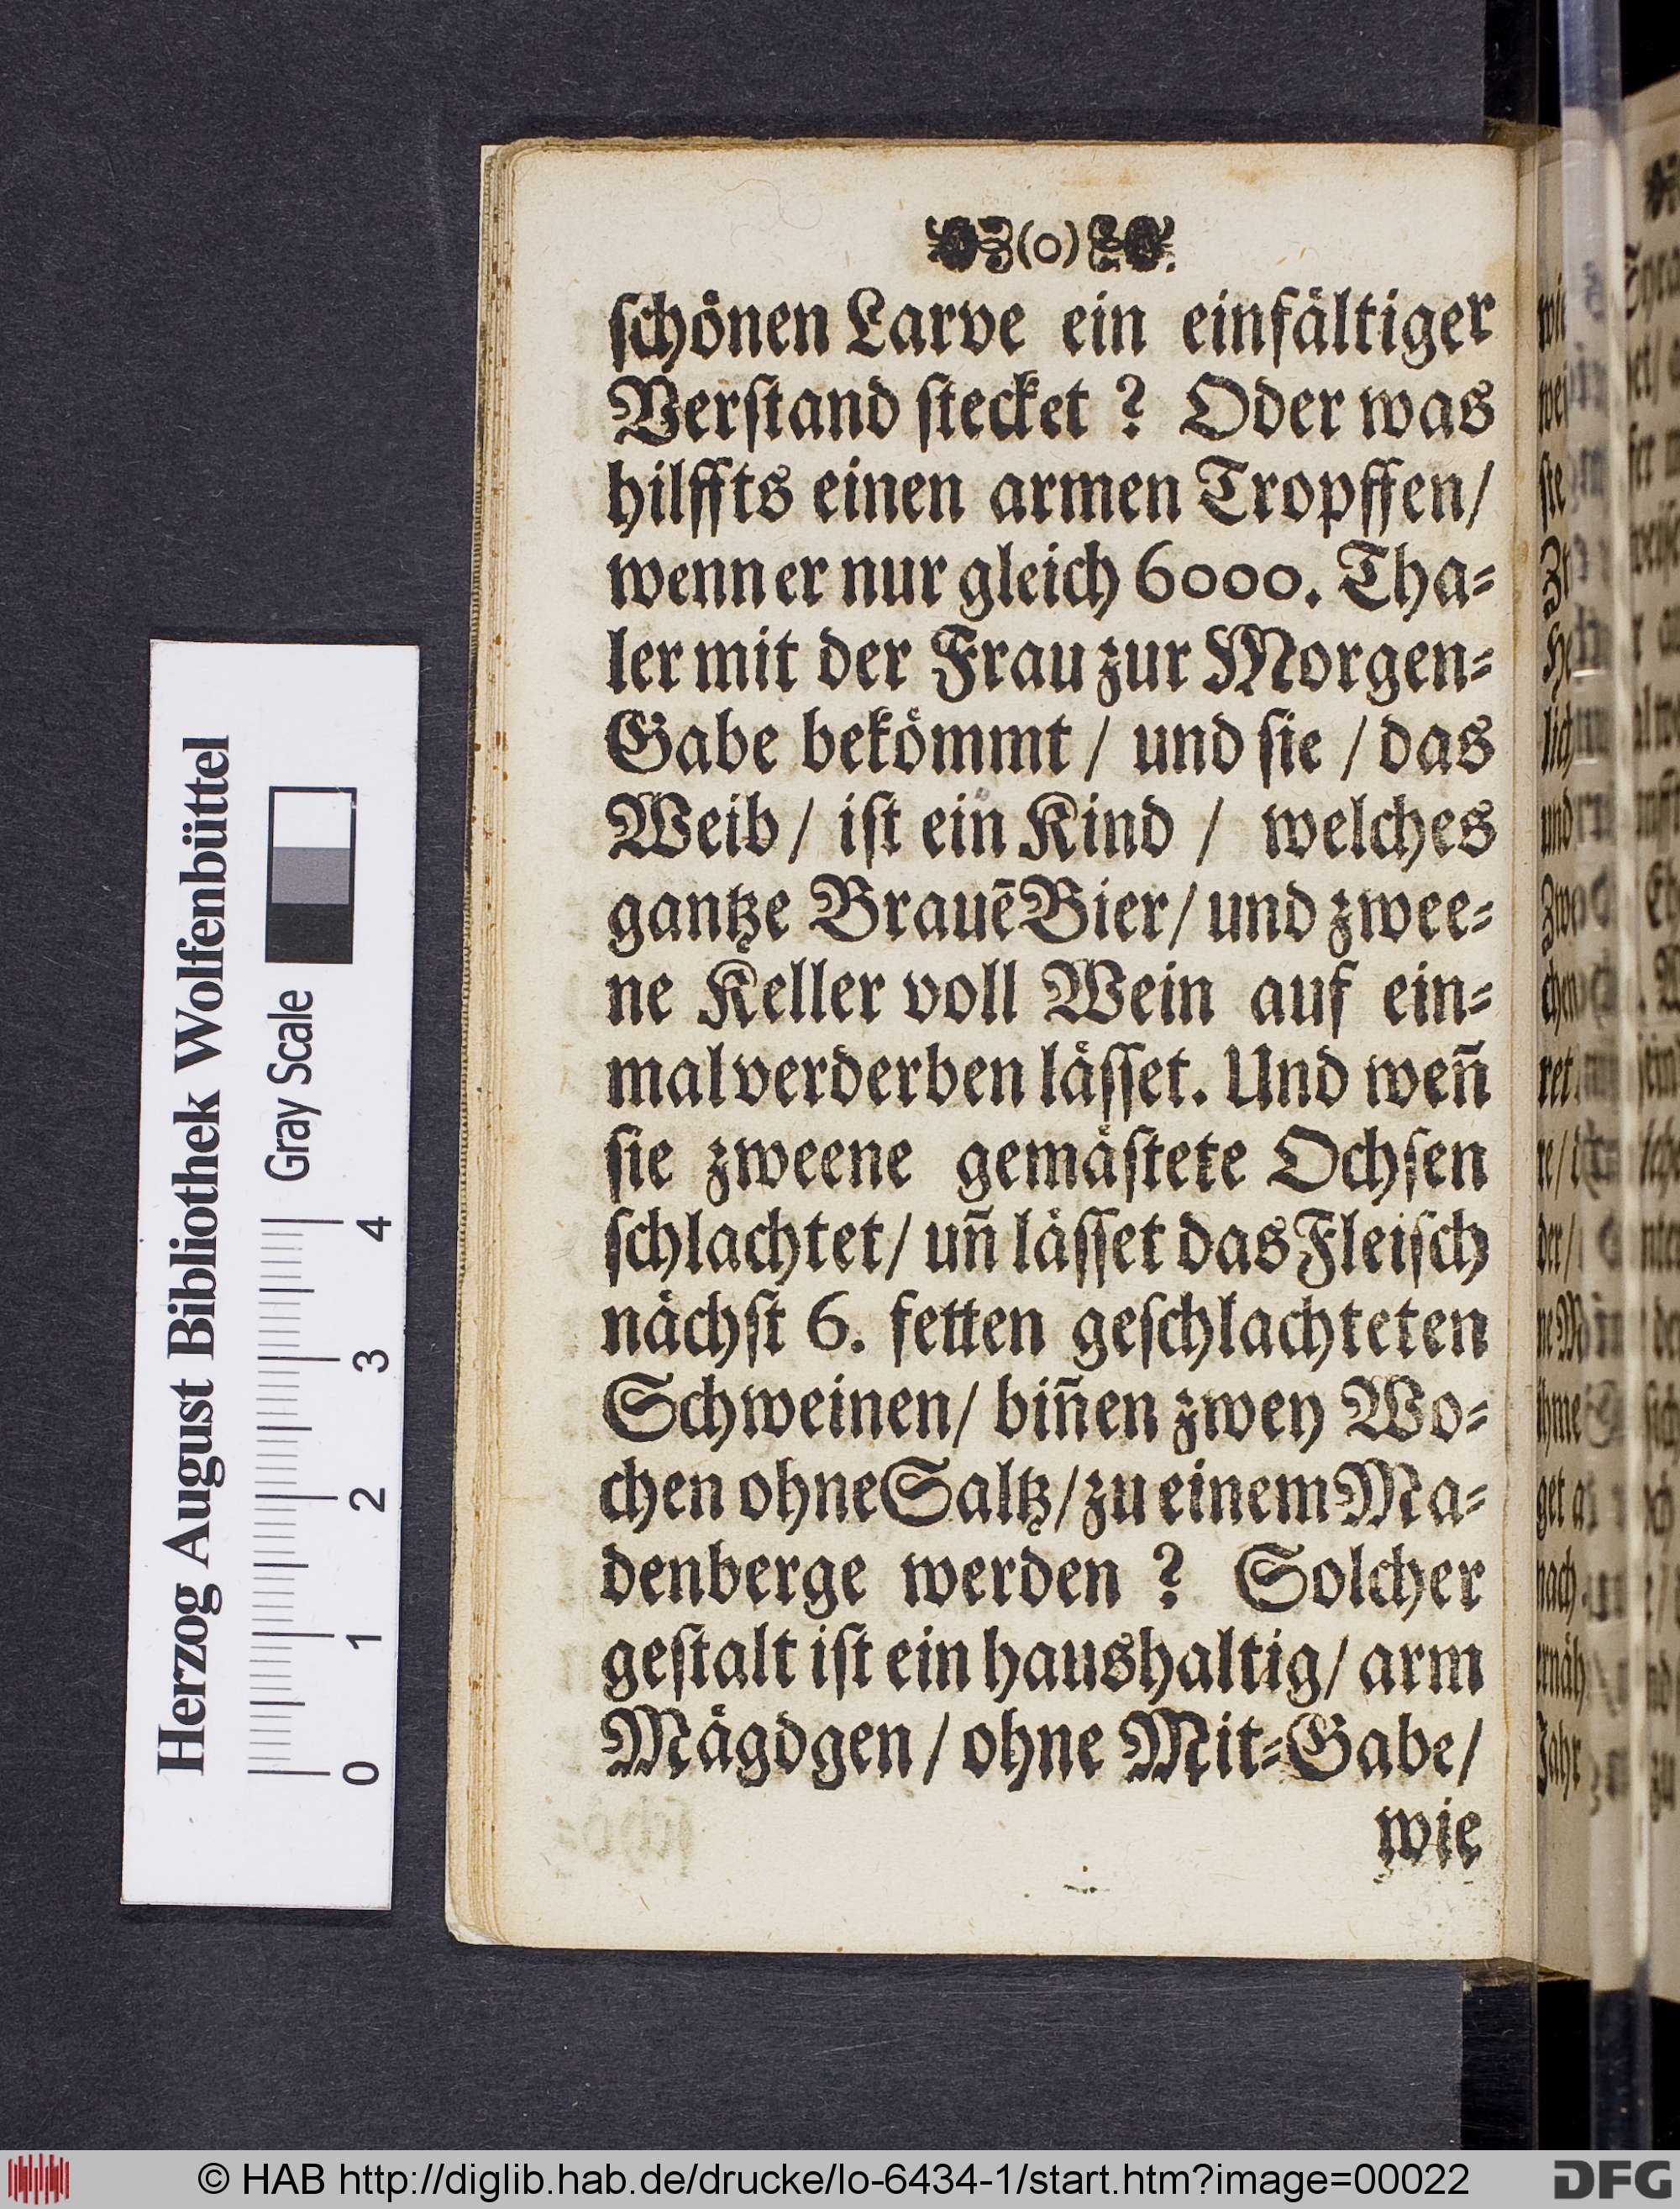 (o)
ſchönen Larve ein einfältiger
Verſtand ſtecket ? Oder was
hilffts einen armen Tropffen/
wenn er nur gleich 6000. Tha⸗
ler mit der Frau zur Morgen⸗
Gabe bekömmt / und ſie / das
Weib / iſt ein Kind / welches
gantze Brauē Bier / und zwee⸗
ne Keller voll Wein auf ein⸗
mal verderben läſſet. Und weñ
ſie zweene gemäſtete Ochſen
ſchlachtet / uñ läſſet das Fleiſch
nächſt 6. fetten geſchlachteten
Schweinen / biñen zwey Wo⸗
chen ohne Saltz / zu einem Ma⸗
denberge werden ? Solcher
geſtalt iſt ein haushaltig / arm
Mägdgen / ohne Mit⸗Gabe /
wie
Herzog August Bibliothek Wolfenbüttel
Gray Scale
0 1 2 3 4
© HAB http://diglib.hab.de/drucke/lo-6434-1/start.htm?image=00022
DFG